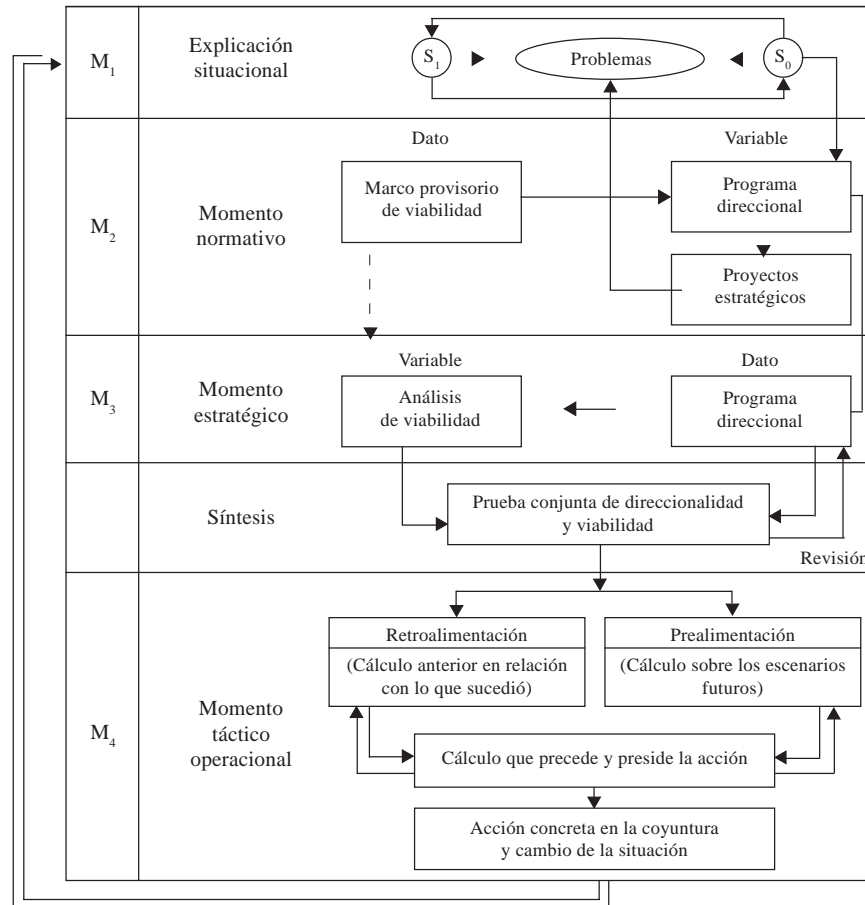 M1
Explicación
situacional
S1
Problemas
S0
Dato
Variable
M2
Momento
normativo
Marco provisorio
de viabilidad
Programa
direccional
Proyectos
estratégicos
Variable
Dato
M3
Momento
estratégico
Análisis
de viabilidad
Programa
direccional
Síntesis
Prueba conjunta de direccionalidad
y viabilidad
Revisión
M4
Momento
táctico
operacional
Retroalimentación
(Cálculo anterior en relación
con lo que sucedió)
Prealimentación
(Cálculo sobre los escenarios
futuros)
Cálculo que precede y preside la acción
Acción concreta en la coyuntura
y cambio de la situación